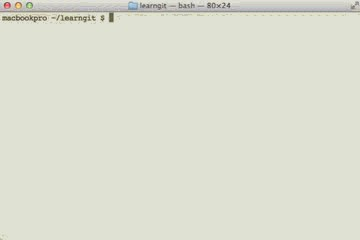 learngit — bash — 80×24
macbookpro ~/learngit $